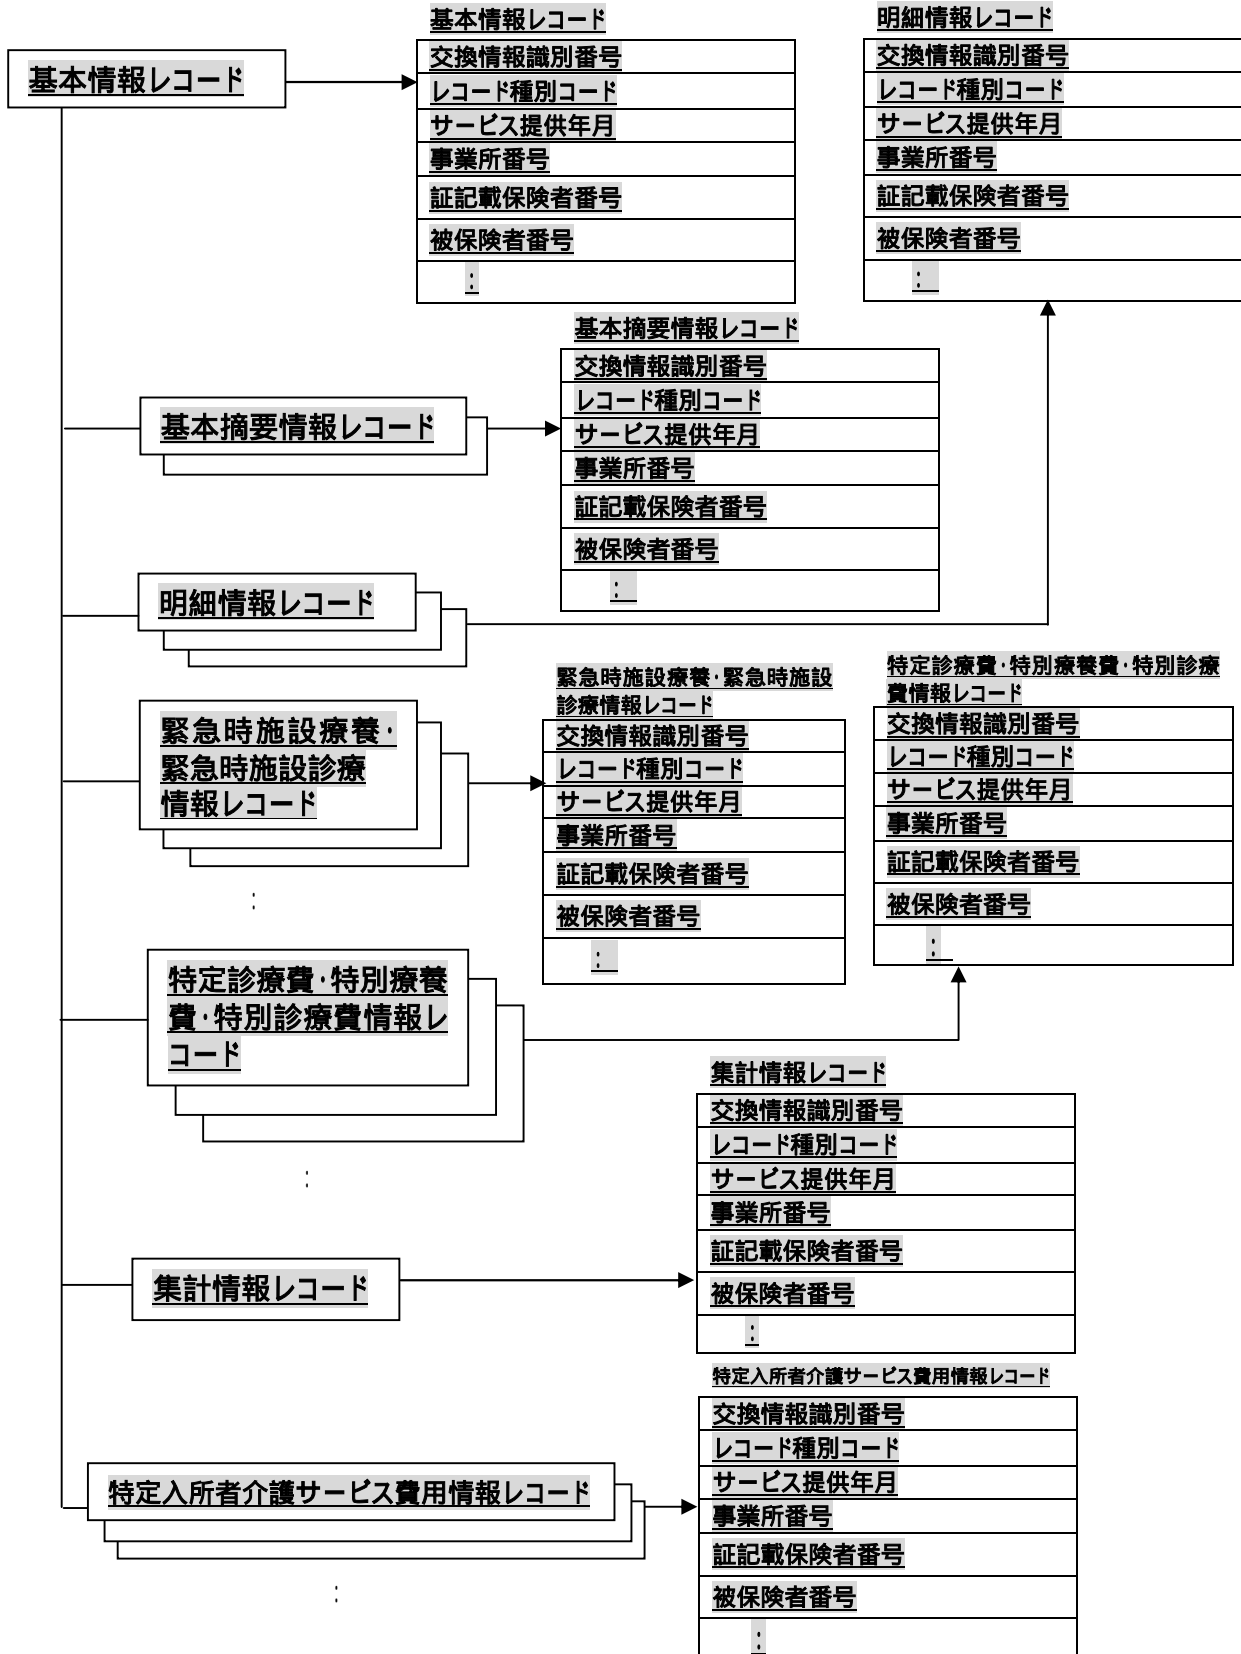 基本情報レコード
基本情報レコード
交換情報識別番号
レコード種別コード
サービス提供年月
事業所番号
証記載保険者番号
被保険者番号
:
明細情報レコード
交換情報識別番号
レコード種別コード
サービス提供年月
事業所番号
証記載保険者番号
被保険者番号
:
基本摘要情報レコード
基本摘要情報レコード
交換情報識別番号
レコード種別コード
サービス提供年月
事業所番号
証記載保険者番号
被保険者番号
:
明細情報レコード
緊急時施設療養・
緊急時施設診療
情報レコード
:
緊急時施設療養・緊急時施設
診療情報レコード
交換情報識別番号
レコード種別コード
サービス提供年月
事業所番号
証記載保険者番号
被保険者番号
:
特定診療費・特別療養費・特別診療
費情報レコード
交換情報識別番号
レコード種別コード
サービス提供年月
事業所番号
証記載保険者番号
被保険者番号
:
特定診療費・特別療養
費・特別診療費情報レ
コード
:
集計情報レコード
集計情報レコード
交換情報識別番号
レコード種別コード
サービス提供年月
事業所番号
証記載保険者番号
被保険者番号
:
特定入所者介護サービス費用情報レコード
:
特定入所者介護サービス費用情報レコード
交換情報識別番号
レコード種別コード
サービス提供年月
事業所番号
証記載保険者番号
被保険者番号
: